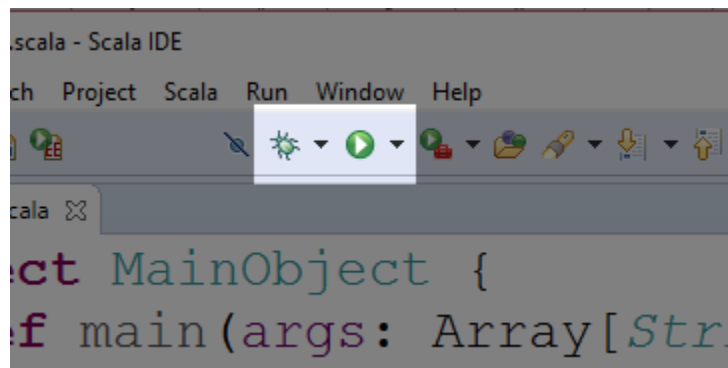 .scala - Scala IDE
ch Project Scala Run Window Help
cala
ect MainObject {
ef main(args: Array[Str